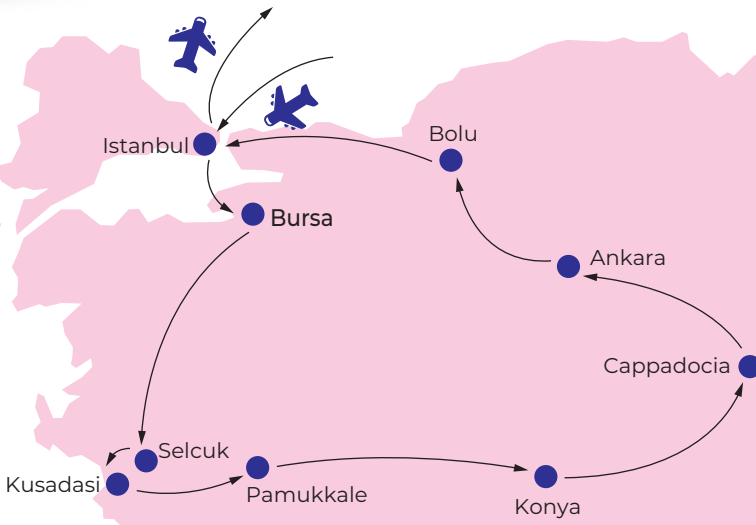 Bolu
Istanbul
Bursa
Ankara
Cappadocia
Selcuk
Kusadasi
Pamukkale
Konya